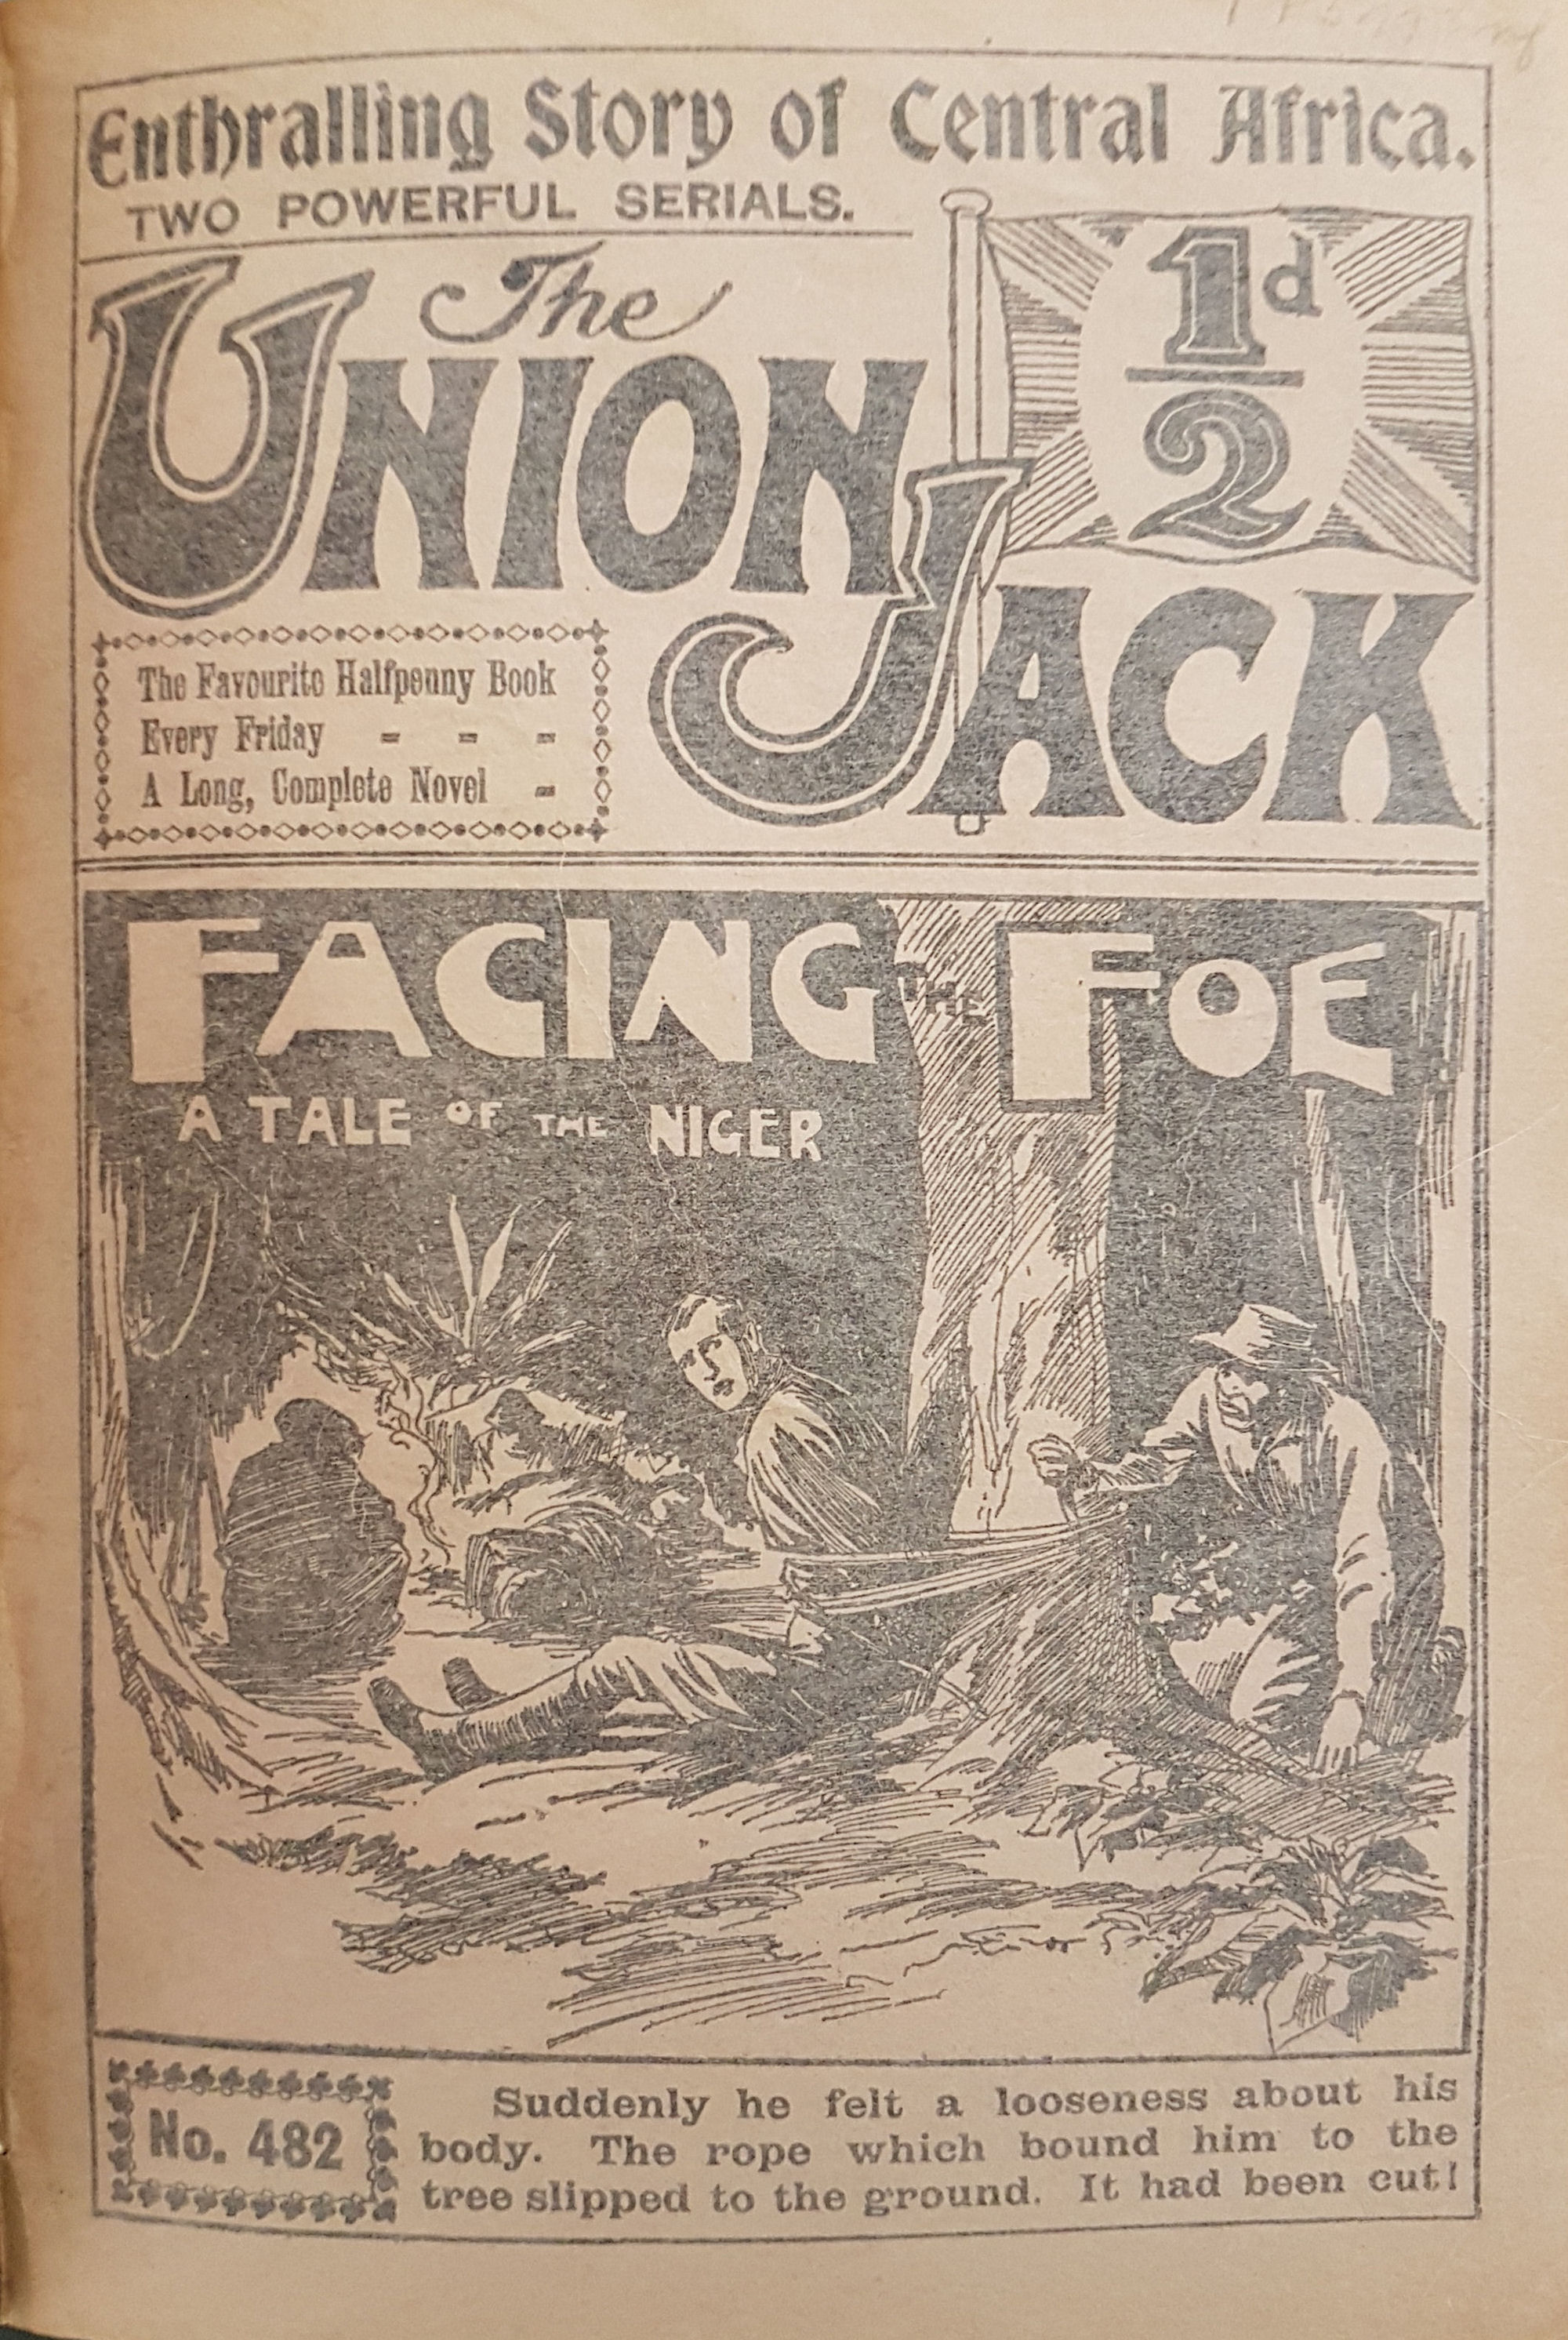 Enthralling Story of Central Africa.
TWO POWERFUL SERIALS.
The
UNION
JACK
1d
2
The Favourite Halfpenny Book
Every Friday - - -
A Long, Complete Novel -
FACING THE FOE
A TALE OF THE NIGER
No. 482
Suddenly he felt a looseness about his
body. The rope which bound him to the
tree slipped to the ground. It had been cut!